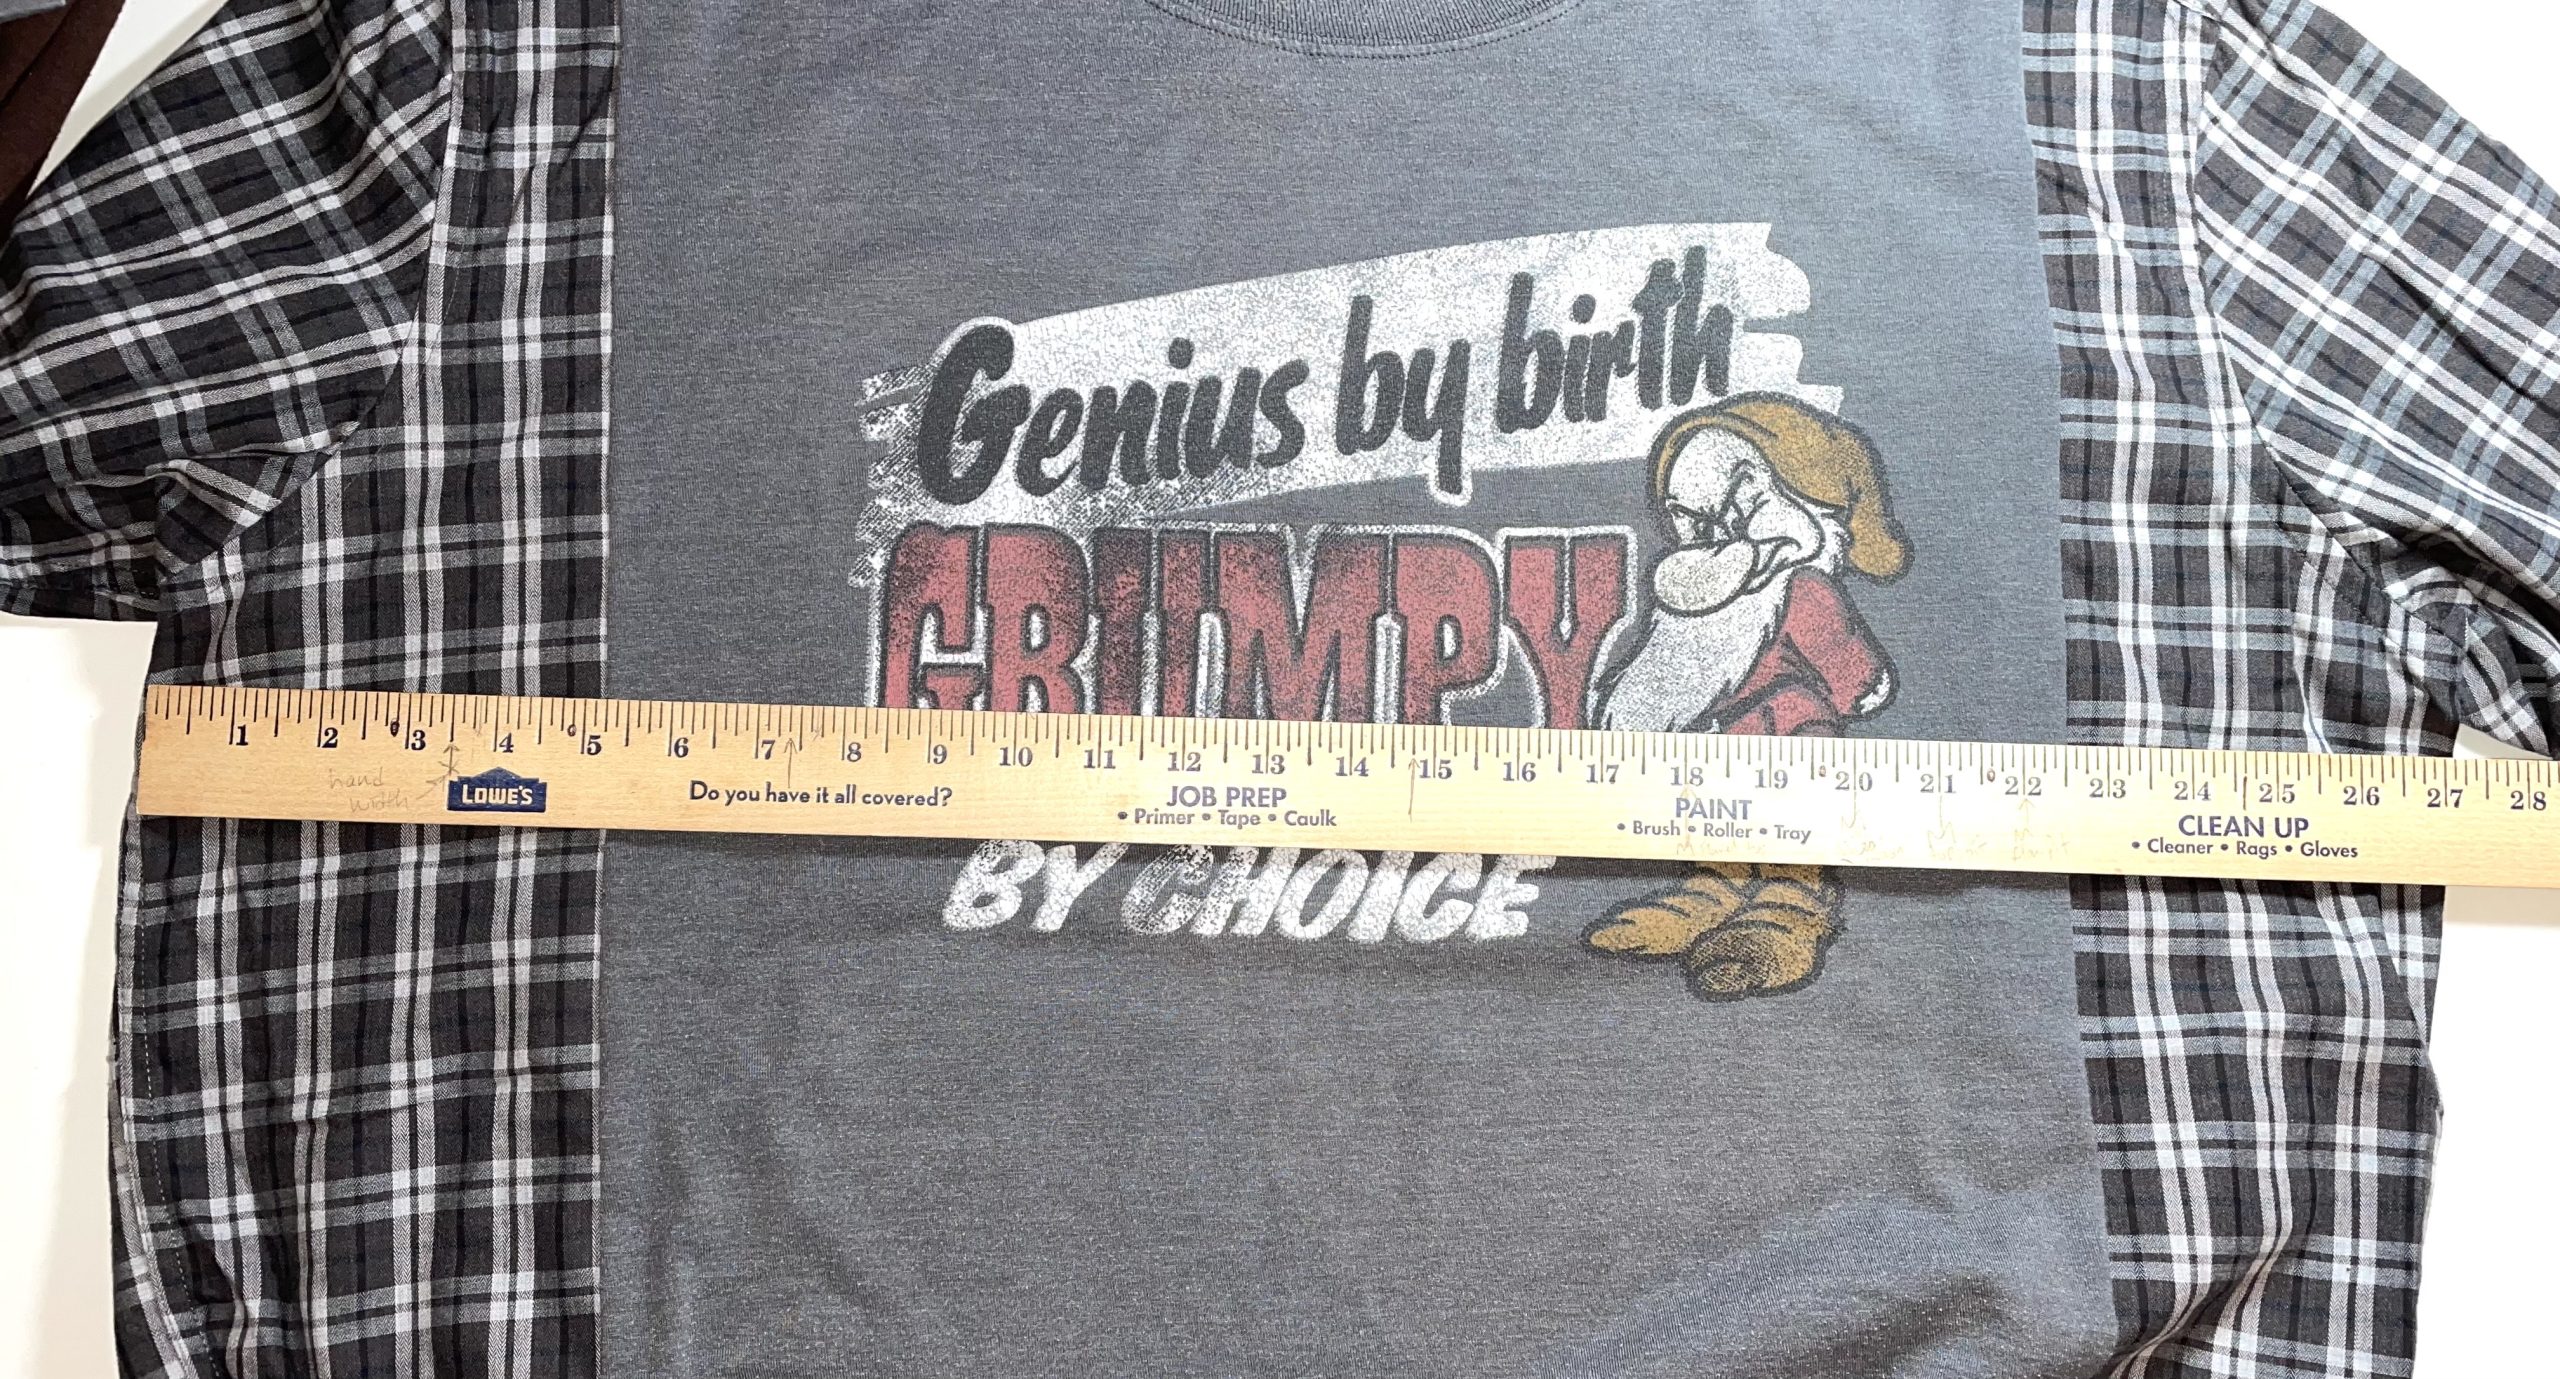 Genius by birth
GRUMPY
1 2 3 4 5 6 7 8 9 10 11 12 13 14 15 16 17 18 19 20 21 22 23 24 25 26 27 28
hand
width
LOWE'S
Do you have it all covered?
JOB PREP
• Primer • Tape • Caulk
PAINT
• Brush • Roller • Tray
CLEAN UP
• Cleaner • Rags • Gloves
BY CHOICE